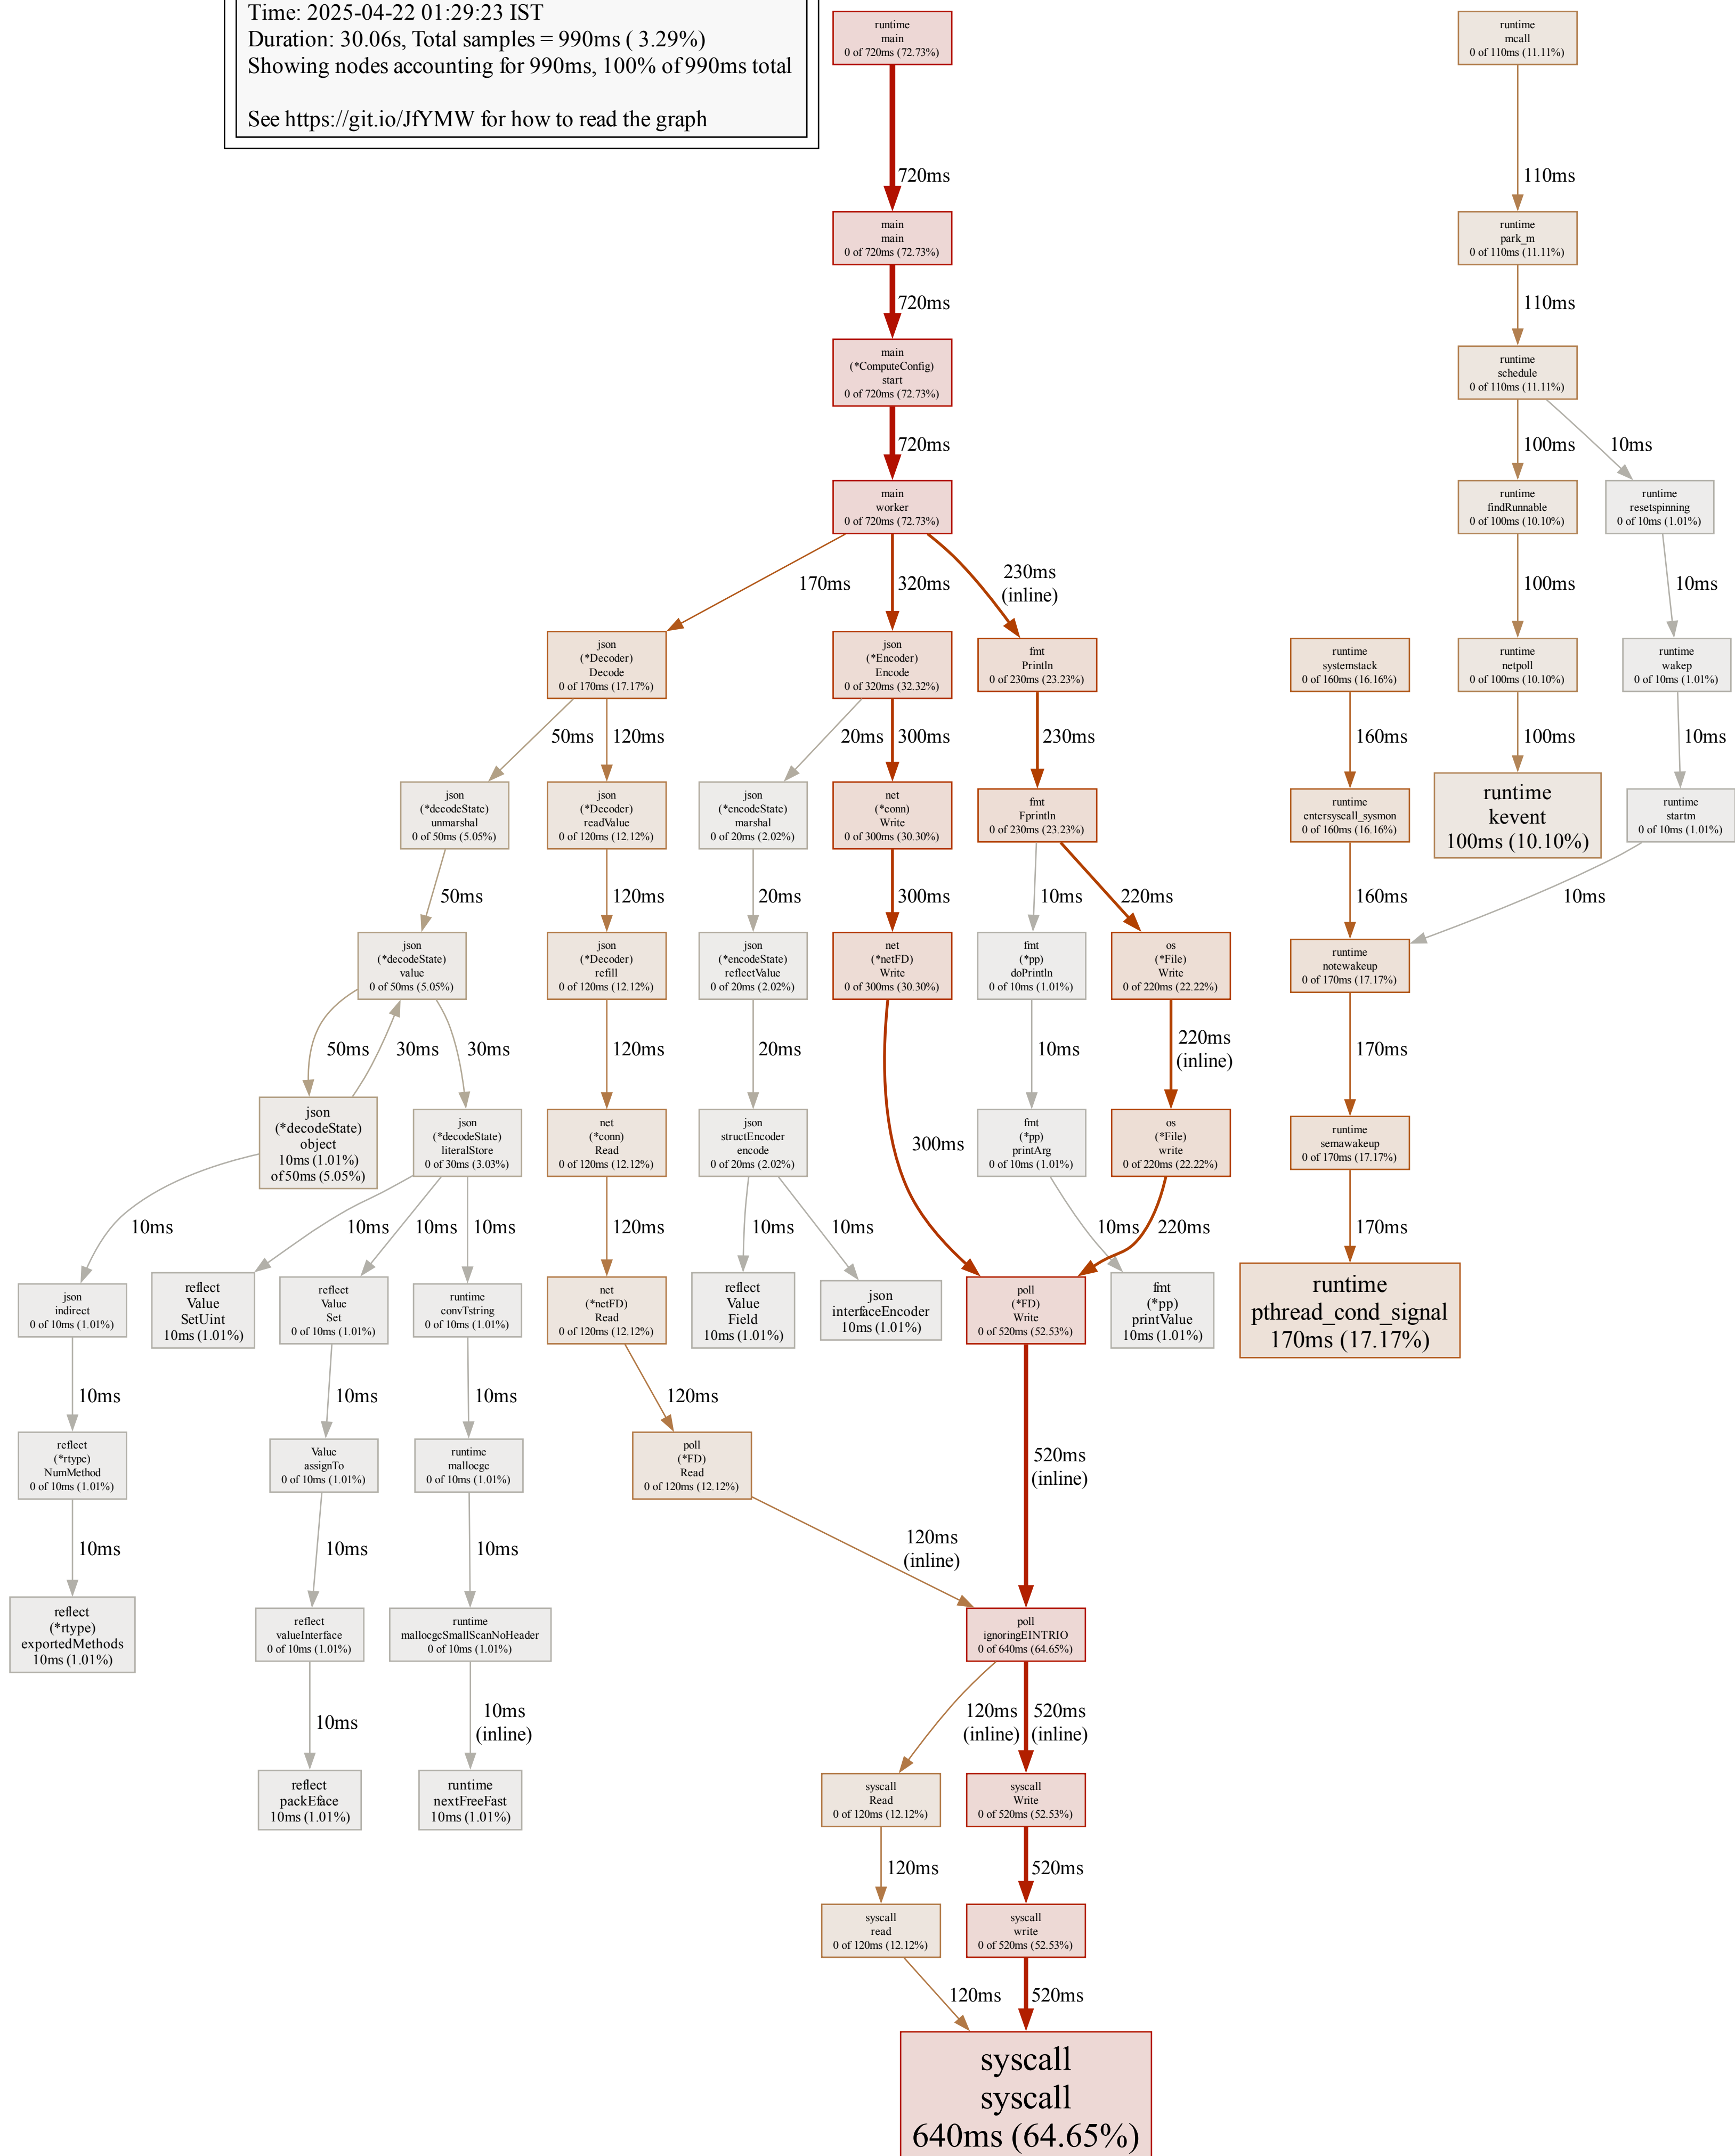 Time: 2025-04-22 01:29:23 IST
Duration: 30.06s, Total samples = 990ms ( 3.29%)
Showing nodes accounting for 990ms, 100% of 990ms total
See https://git.io/JfYMW for how to read the graph
runtime
main
0 of 720ms (72.73%)
runtime
mcall
0 of 110ms (11.11%)
720ms
110ms
main
main
0 of 720ms (72.73%)
runtime
park_m
0 of 110ms (11.11%)
720ms
110ms
main
(*ComputeConfig)
start
0 of 720ms (72.73%)
runtime
schedule
0 of 110ms (11.11%)
720ms
100ms
10ms
main
worker
0 of 720ms (72.73%)
runtime
findRunnable
0 of 100ms (10.10%)
runtime
resetspinning
0 of 10ms (1.01%)
170ms
320ms
230ms
(inline)
100ms
10ms
json
(*Decoder)
Decode
0 of 170ms (17.17%)
json
(*Encoder)
Encode
0 of 320ms (32.32%)
fmt
Println
0 of 230ms (23.23%)
runtime
systemstack
0 of 160ms (16.16%)
runtime
netpoll
0 of 100ms (10.10%)
runtime
wakep
0 of 10ms (1.01%)
50ms
120ms
20ms
300ms
230ms
160ms
100ms
10ms
json
(*decodeState)
unmarshal
0 of 50ms (5.05%)
json
(*Decoder)
readValue
0 of 120ms (12.12%)
json
(*encodeState)
marshal
0 of 20ms (2.02%)
net
(*conn)
Write
0 of 300ms (30.30%)
fmt
Fprintln
0 of 230ms (23.23%)
runtime
entersyscall_sysmon
0 of 160ms (16.16%)
runtime
kevent
100ms (10.10%)
runtime
startm
0 of 10ms (1.01%)
50ms
120ms
20ms
300ms
10ms
220ms
160ms
10ms
json
(*decodeState)
value
0 of 50ms (5.05%)
json
(*Decoder)
refill
0 of 120ms (12.12%)
json
(*encodeState)
reflectValue
0 of 20ms (2.02%)
net
(*netFD)
Write
0 of 300ms (30.30%)
fmt
(*pp)
doPrintln
0 of 10ms (1.01%)
os
(*File)
Write
0 of 220ms (22.22%)
runtime
notewakeup
0 of 170ms (17.17%)
50ms
30ms
30ms
120ms
20ms
10ms
220ms
(inline)
170ms
json
(*decodeState)
object
10ms (1.01%)
of 50ms (5.05%)
json
(*decodeState)
literalStore
0 of 30ms (3.03%)
net
(*conn)
Read
0 of 120ms (12.12%)
json
structEncoder
encode
0 of 20ms (2.02%)
300ms
fmt
(*pp)
printArg
0 of 10ms (1.01%)
os
(*File)
write
0 of 220ms (22.22%)
runtime
semawakeup
0 of 170ms (17.17%)
10ms
10ms
10ms
10ms
120ms
10ms
10ms
10ms
220ms
170ms
json
indirect
0 of 10ms (1.01%)
reflect
Value
SetUint
10ms (1.01%)
reflect
Value
Set
0 of 10ms (1.01%)
runtime
convTstring
0 of 10ms (1.01%)
net
(*netFD)
Read
0 of 120ms (12.12%)
reflect
Value
Field
10ms (1.01%)
json
interfaceEncoder
10ms (1.01%)
poll
(*FD)
Write
0 of 520ms (52.53%)
fmt
(*pp)
printValue
10ms (1.01%)
runtime
pthread_cond_signal
170ms (17.17%)
10ms
10ms
10ms
120ms
reflect
(*rtype)
NumMethod
0 of 10ms (1.01%)
Value
assignTo
0 of 10ms (1.01%)
runtime
mallocgc
0 of 10ms (1.01%)
poll
(*FD)
Read
0 of 120ms (12.12%)
520ms
(inline)
10ms
10ms
10ms
120ms
(inline)
reflect
(*rtype)
exportedMethods
10ms (1.01%)
reflect
valueInterface
0 of 10ms (1.01%)
runtime
mallocgcSmallScanNoHeader
0 of 10ms (1.01%)
poll
ignoringEINTRIO
0 of 640ms (64.65%)
10ms
10ms
(inline)
120ms
(inline)
520ms
(inline)
reflect
packEface
10ms (1.01%)
runtime
nextFreeFast
10ms (1.01%)
syscall
Read
0 of 120ms (12.12%)
syscall
Write
0 of 520ms (52.53%)
120ms
520ms
syscall
read
0 of 120ms (12.12%)
syscall
write
0 of 520ms (52.53%)
120ms
520ms
syscall
syscall
640ms (64.65%)